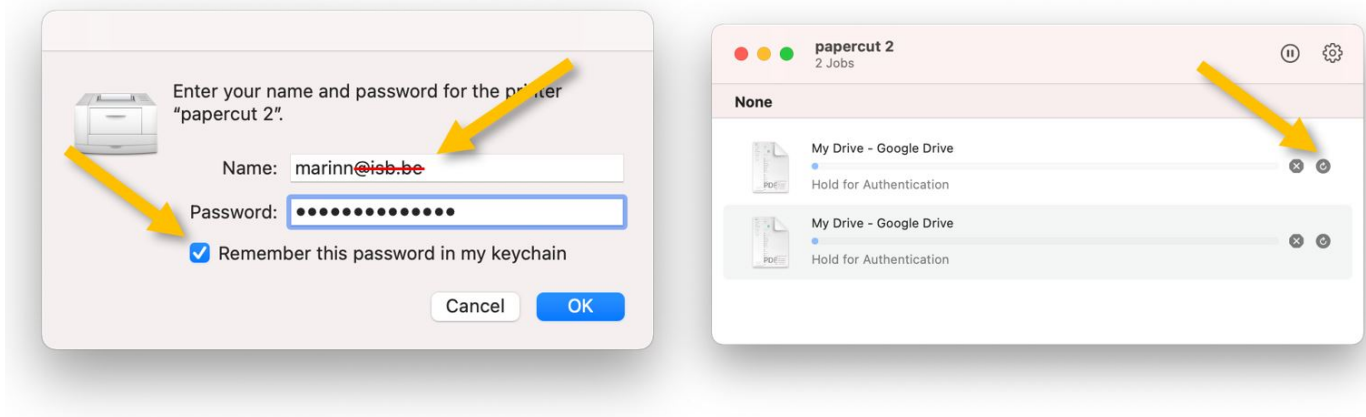 Enter your name and password for the printer
“papercut 2”.
Name: marinn@isb.be
Password: ••••••••••••••
Remember this password in my keychain
Cancel OK
papercut 2
2 Jobs
None
My Drive - Google Drive
PDF
Hold for Authentication
My Drive - Google Drive
PDF
Hold for Authentication